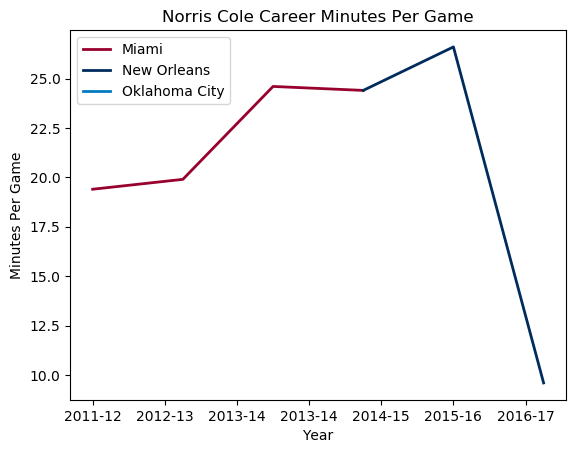 Norris Cole Career Minutes Per Game
Miami
New Orleans
Oklahoma City
Minutes Per Game
25.0
22.5
20.0
17.5
15.0
12.5
10.0
2011-12 2012-13 2013-14 2013-14 2014-15 2015-16 2016-17
Year